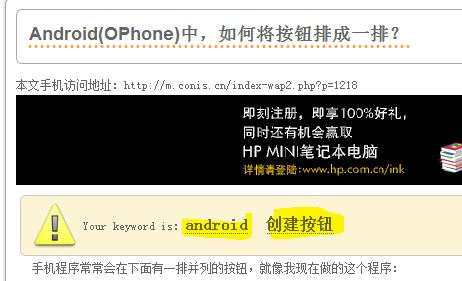 Android(OPhone)中，如何将按钮排成一排？
本文手机访问地址：http://m.conis.cn/index-wap2.php?p=1218
即刻注册，即享100%好礼，
同时还有机会赢取
HP MINI笔记本电脑
详情请登陆:www.hp.com.cn/ink
Your keyword is: android 创建按钮
手机程序常常会在下面有一排并列的按钮，就像我现在做的这个程序：